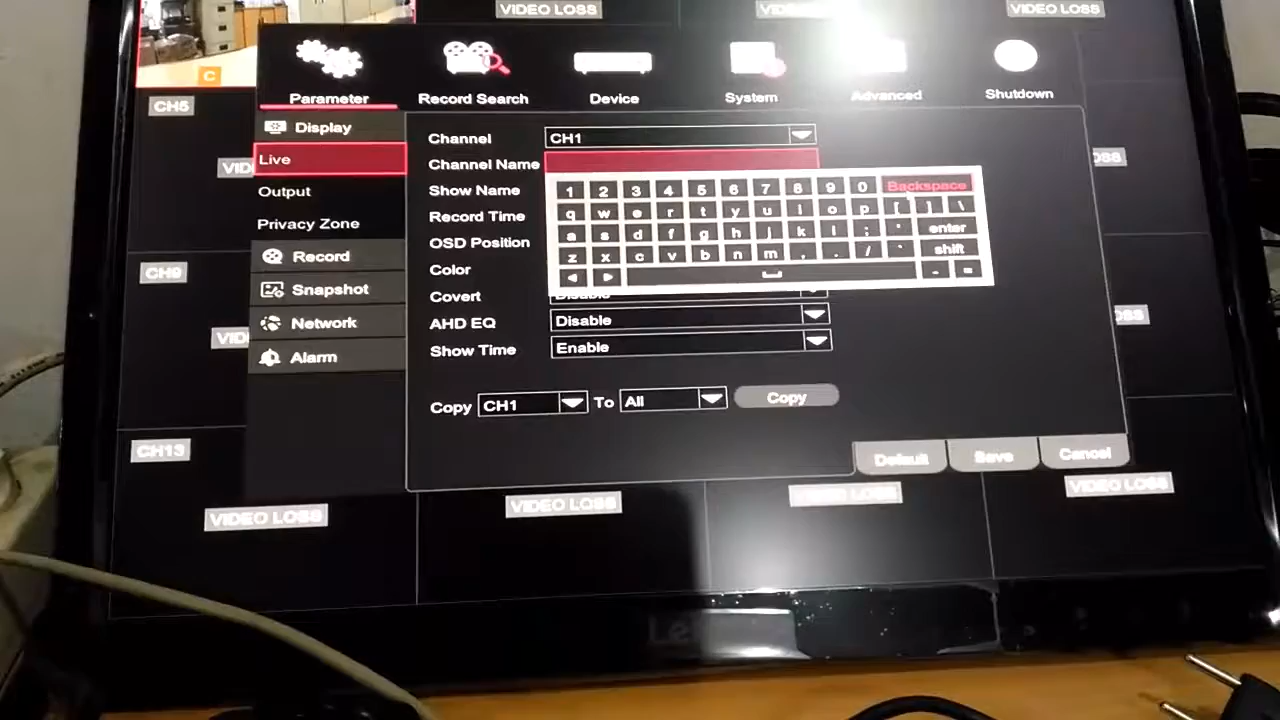 VIDEO LOSS
VIDEO LOSS
C
Parameter Record Search Device System Advanced Shutdown
CH5
Display
Live
Output
Privacy Zone
Record
Snapshot
Network
Alarm
Channel CH1
Channel Name
Show Name
Record Time
OSD Position
Color
Covert Disable
AHD EQ Disable
Show Time Enable
1 2 3 4 5 6 7 8 9 0 Backspace
q w e r t y u i o p [ ] \
a s d f g h j k l ; enter
z x c v b n m , . / ` shift
- =
Copy CH1 To All Copy
Default Save Cancel
CH9
CH13
VIDEO LOSS
VIDEO LOSS
VIDEO LOSS
VIDEO LOSS